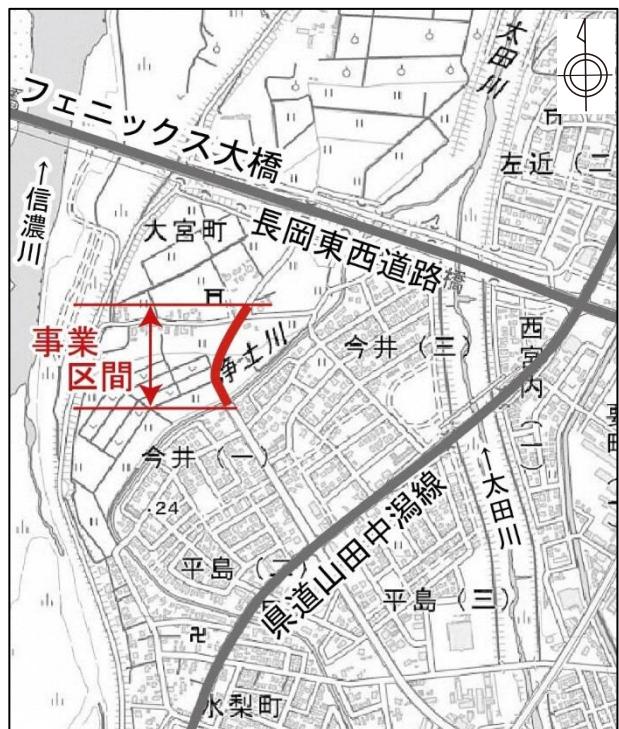 太田川
フェニックス大橋
左近（二
←信濃川
大宮町
長岡東西道路
橋
事業
区間
浄土川
今井（三）
西宮内（一）
今井（一）
←太田川
.24
県道山田中潟線
平島（二）
平島（三）
水梨町